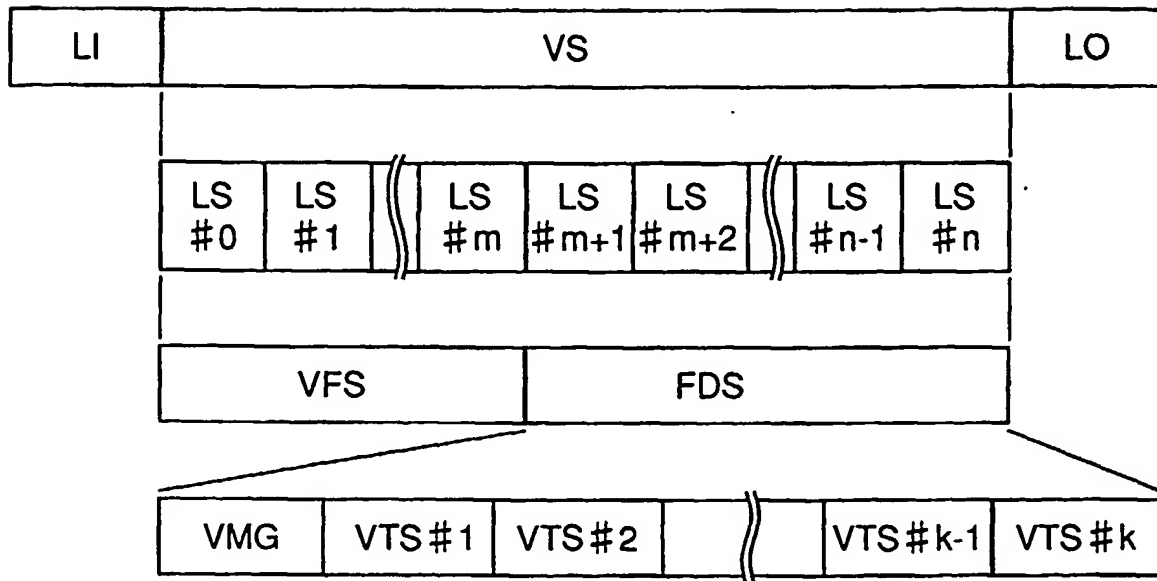 LI VS LO
LS #0 LS #1 LS #m LS #m+1 LS #m+2 LS #n-1 LS #n
VFS FDS
VMG VTS#1 VTS#2 VTS#k-1 VTS#k